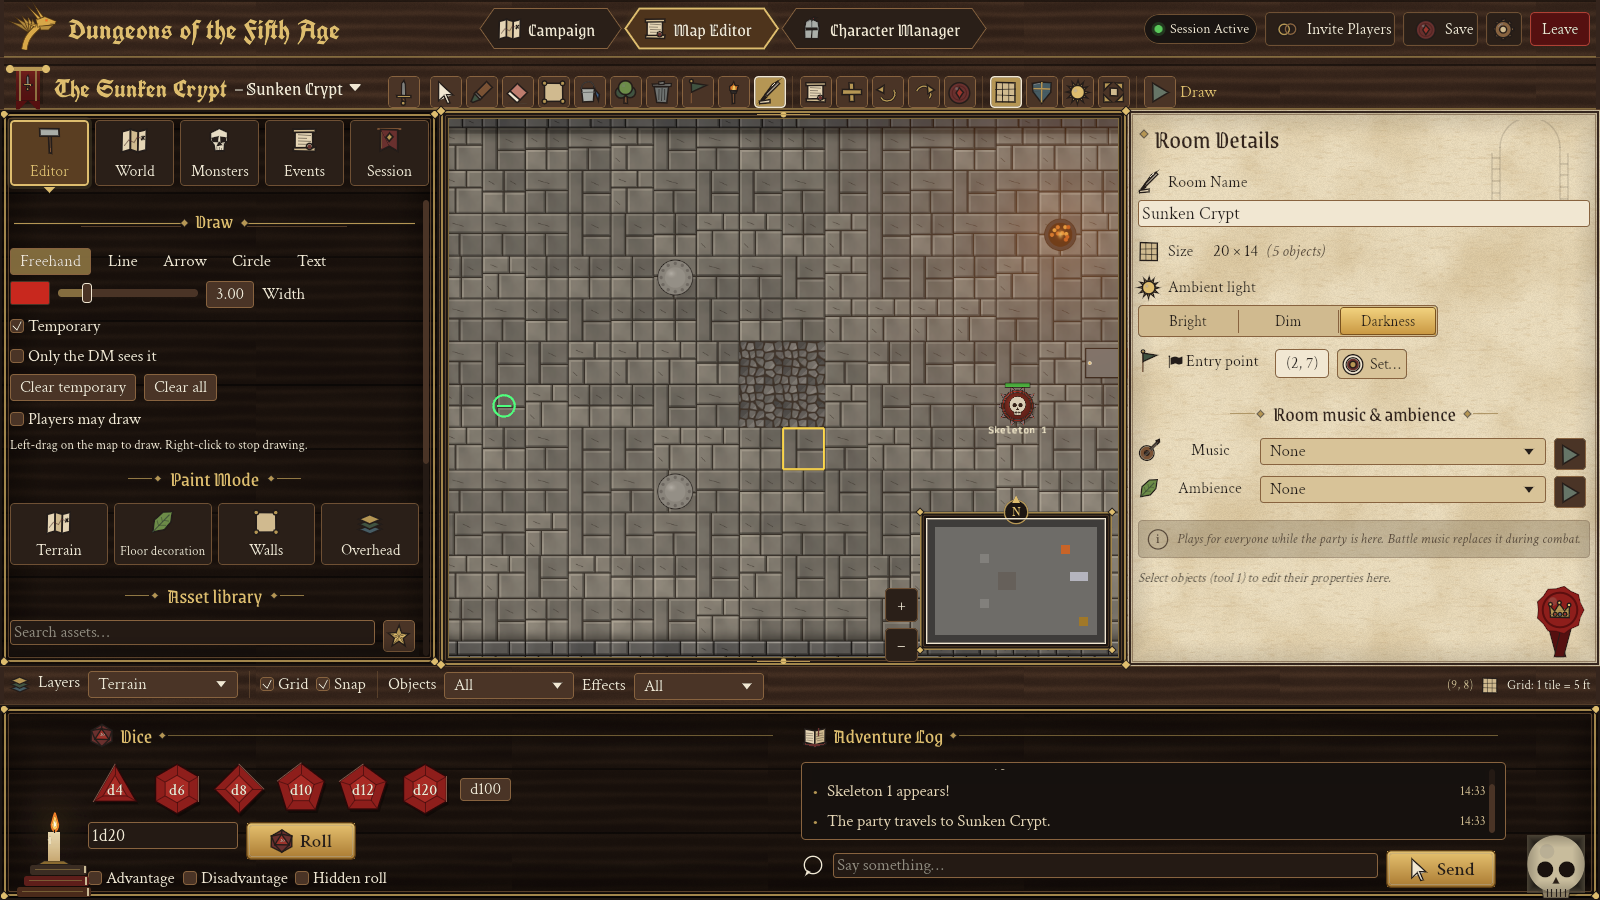 Dungeons of the Fifth Age
Campaign
Map Editor
Character Manager
Session Active
Invite Players
Save
Leave
The Sunken Crypt – Sunken Crypt
Draw
Editor
World
Monsters
Events
Session
Draw
Freehand
Line
Arrow
Circle
Text
3.00
Width
Temporary
Only the DM sees it
Clear temporary
Clear all
Players may draw
Left-drag on the map to draw. Right-click to stop drawing.
Paint Mode
Terrain
Floor decoration
Walls
Overhead
Asset library
Search assets...
Skeleton 1
N
+
−
Room Details
Room Name
Sunken Crypt
Size
20 × 14
(5 objects)
Ambient light
Bright
Dim
Darkness
Entry point
(2, 7)
Set...
Room music & ambience
Music
None
Ambience
None
Plays for everyone while the party is here. Battle music replaces it during combat.
Select objects (tool 1) to edit their properties here.
Layers
Terrain
Grid
Snap
Objects
All
Effects
All
(9, 8)
Grid: 1 tile = 5 ft
Dice
d4
d6
d8
d10
d12
d20
d100
1d20
Roll
Advantage
Disadvantage
Hidden roll
Adventure Log
• Skeleton 1 appears!
14:33
• The party travels to Sunken Crypt.
14:33
Say something...
Send